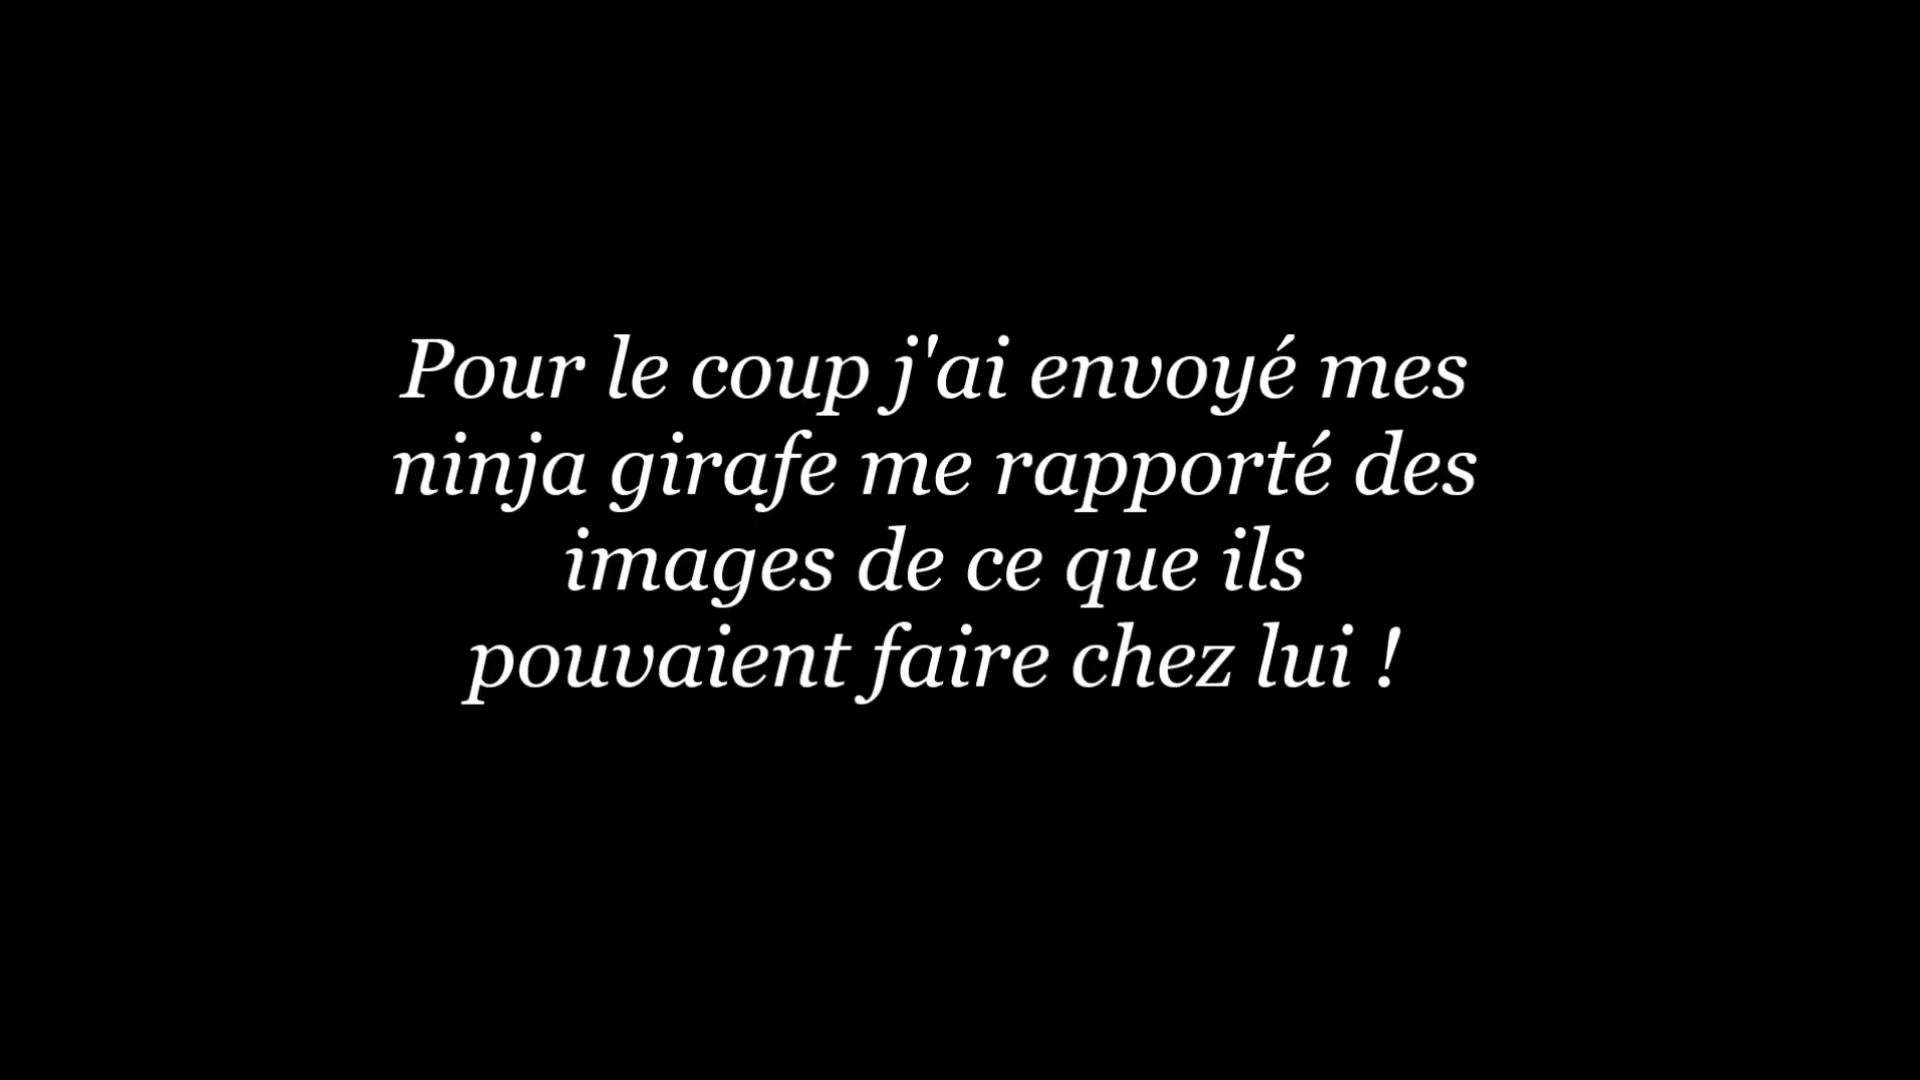 Pour le coup j'ai envoyé mes
ninja girafe me rapporté des
images de ce que ils
pouvaient faire chez lui !